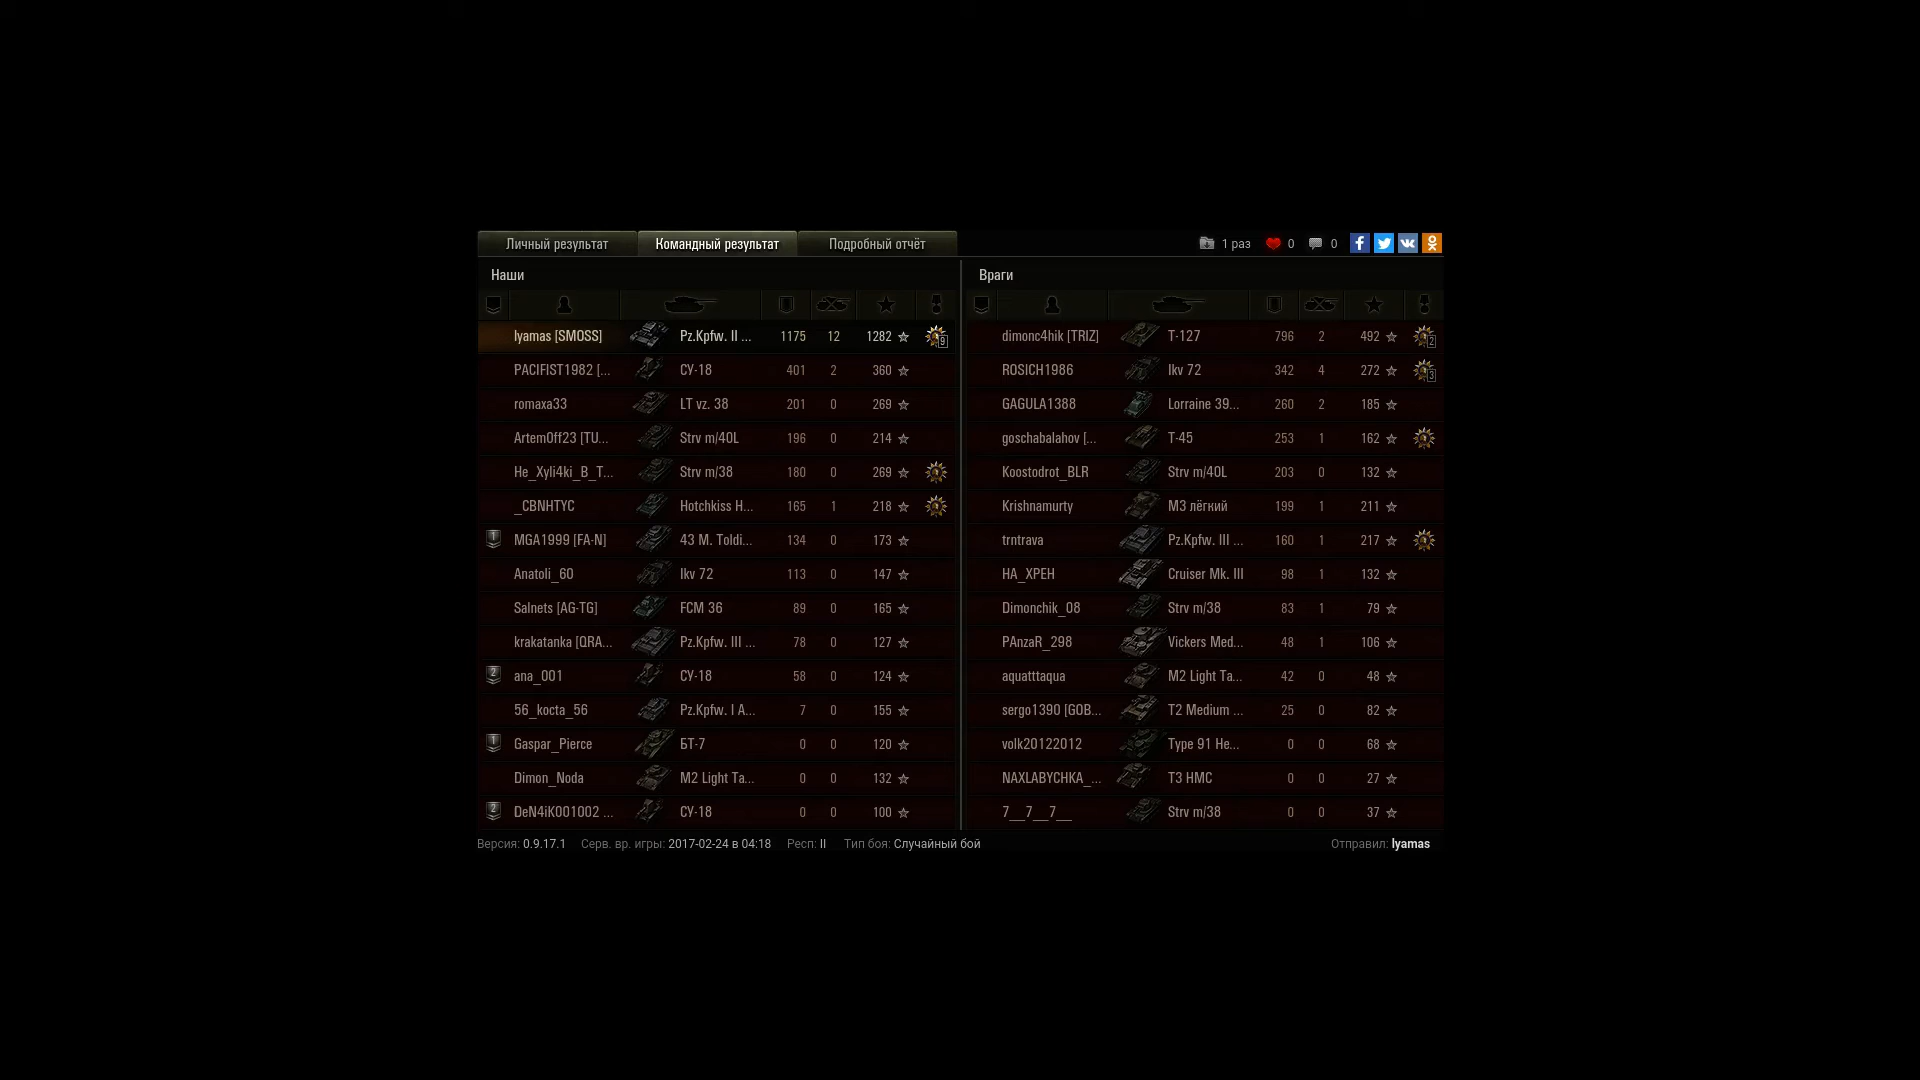 Личный результат Командный результат Подробный отчёт 1 раз 0 0
Наши
lyamas [SMOSS] Pz.Kpfw. II ... 1175 12 1282 9
PACIFIST1982 [... СУ-18 401 2 360
romaxa33 LT vz. 38 201 0 269
ArtemOff23 [TU... Strv m/40L 196 0 214
He_Xyli4ki_B_T... Strv m/38 180 0 269
_CBNHTYC Hotchkiss H... 165 1 218
1 MGA1999 [FA-N] 43 M. Toldi... 134 0 173
Anatoli_60 Ikv 72 113 0 147
Salnets [AG-TG] FCM 36 89 0 165
krakatanka [QRA... Pz.Kpfw. III ... 78 0 127
2 ana_001 СУ-18 58 0 124
56_kocta_56 Pz.Kpfw. I A... 7 0 155
1 Gaspar_Pierce БТ-7 0 0 120
Dimon_Noda M2 Light Ta... 0 0 132
2 DeN4iK001002 ... СУ-18 0 0 100
Враги
dimonc4hik [TRIZ] Т-127 796 2 492 2
ROSICH1986 Ikv 72 342 4 272 3
GAGULA1388 Lorraine 39... 260 2 185
goschabalahov [... Т-45 253 1 162
Koostodrot_BLR Strv m/40L 203 0 132
Krishnamurty М3 лёгкий 199 1 211
trntrava Pz.Kpfw. III ... 160 1 217
HA_XPEH Cruiser Mk. III 98 1 132
Dimonchik_08 Strv m/38 83 1 79
PAnzaR_298 Vickers Med... 48 1 106
aquatttaqua M2 Light Ta... 42 0 48
sergo1390 [GOB... T2 Medium ... 25 0 82
volk20122012 Type 91 He... 0 0 68
NAXLABYCHKA_... T3 HMC 0 0 27
7__7__7__ Strv m/38 0 0 37
Версия: 0.9.17.1 Серв. вр. игры: 2017-02-24 в 04:18 Респ: II Тип боя: Случайный бой Отправил: lyamas